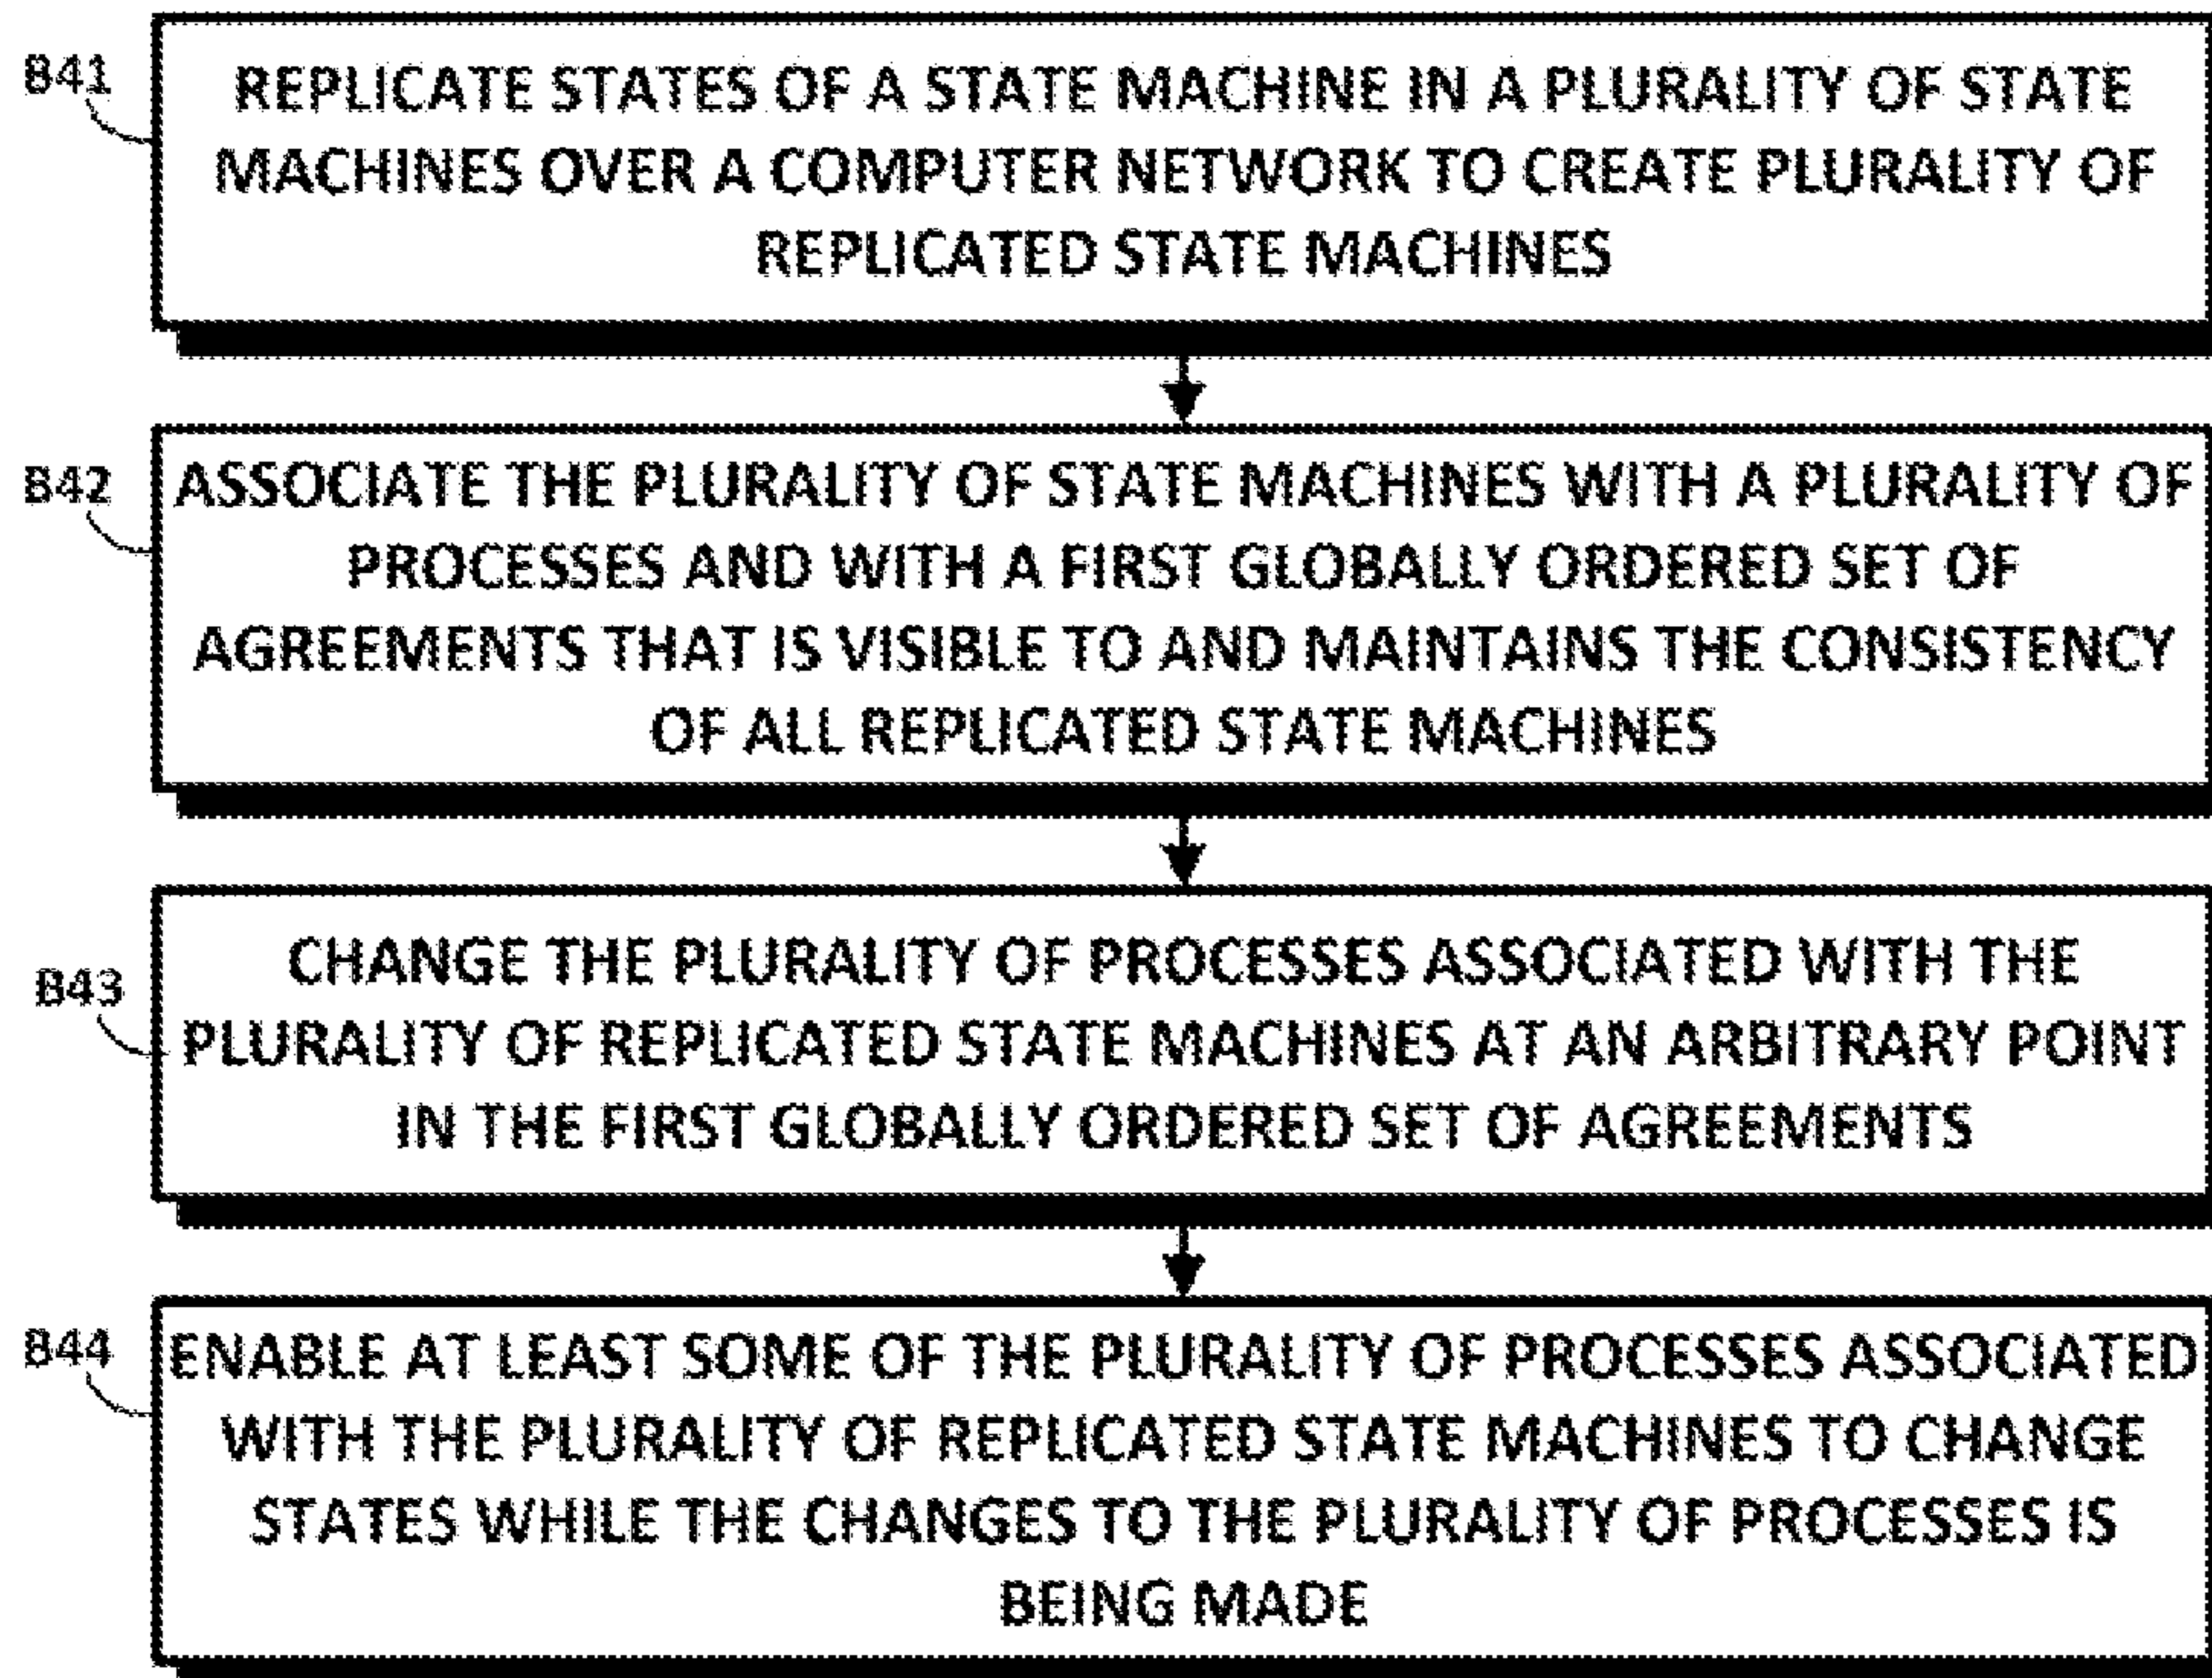 B41
REPLICATE STATES OF A STATE MACHINE IN A PLURALITY OF STATE
MACHINES OVER A COMPUTER NETWORK TO CREATE PLURALITY OF
REPLICATED STATE MACHINES
B42
ASSOCIATE THE PLURALITY OF STATE MACHINES WITH A PLURALITY OF
PROCESSES AND WITH A FIRST GLOBALLY ORDERED SET OF
AGREEMENTS THAT IS VISIBLE TO AND MAINTAINS THE CONSISTENCY
OF ALL REPLICATED STATE MACHINES
B43
CHANGE THE PLURALITY OF PROCESSES ASSOCIATED WITH THE
PLURALITY OF REPLICATED STATE MACHINES AT AN ARBITRARY POINT
IN THE FIRST GLOBALLY ORDERED SET OF AGREEMENTS
B44
ENABLE AT LEAST SOME OF THE PLURALITY OF PROCESSES ASSOCIATED
WITH THE PLURALITY OF REPLICATED STATE MACHINES TO CHANGE
STATES WHILE THE CHANGES TO THE PLURALITY OF PROCESSES IS
BEING MADE